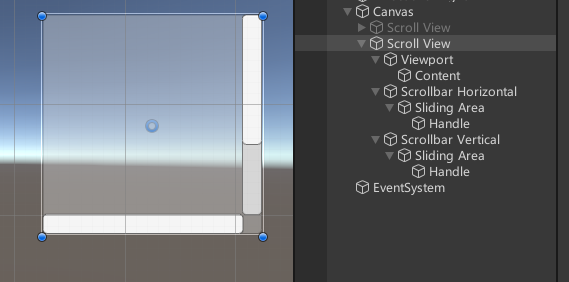 Canvas
Scroll View
Scroll View
Viewport
Content
Scrollbar Horizontal
Sliding Area
Handle
Scrollbar Vertical
Sliding Area
Handle
EventSystem